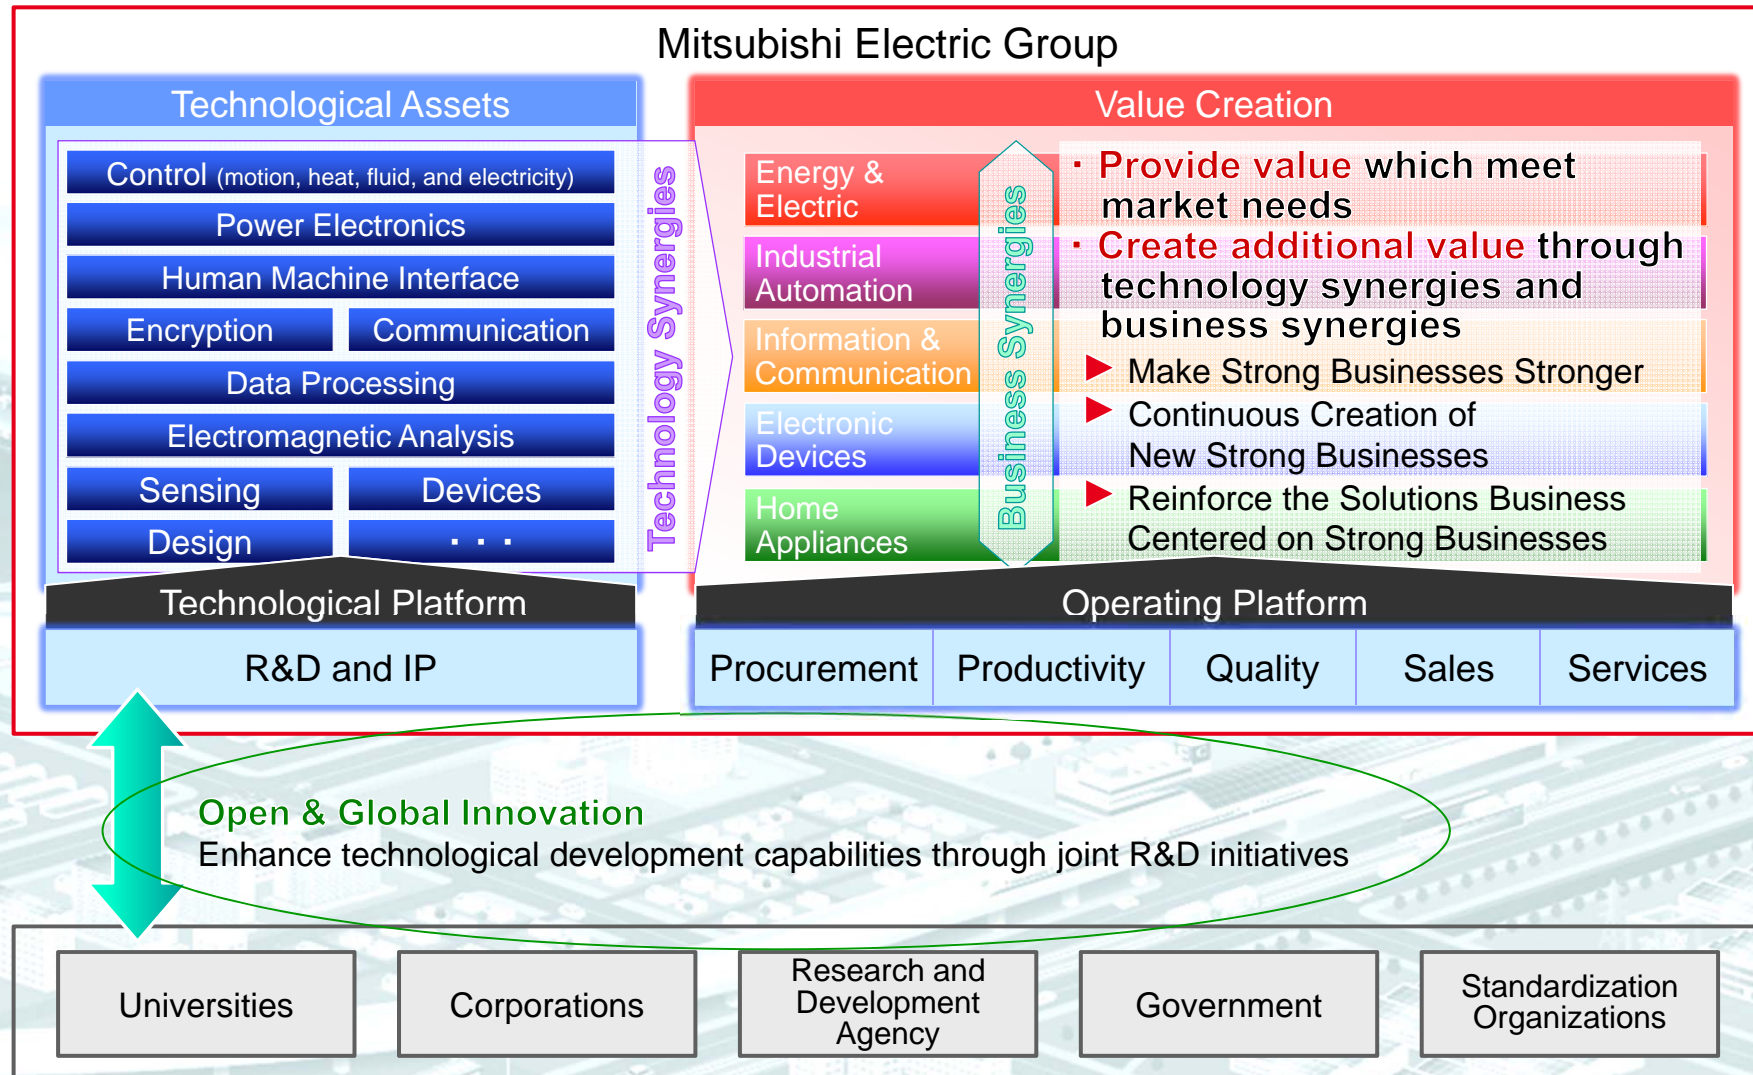 Mitsubishi Electric Group
Technological Assets
Control (motion, heat, fluid, and electricity)
Power Electronics
Human Machine Interface
Encryption
Communication
Data Processing
Electromagnetic Analysis
Sensing
Devices
Design
· · ·
Technology Synergies
Technological Platform
R&D and IP
Value Creation
Energy &
Electric
Industrial
Automation
Information &
Communication
Electronic
Devices
Home
Appliances
Business Synergies
· Provide value which meet
market needs
· Create additional value through
technology synergies and
business synergies
Make Strong Businesses Stronger
Continuous Creation of
New Strong Businesses
Reinforce the Solutions Business
Centered on Strong Businesses
Operating Platform
Procurement
Productivity
Quality
Sales
Services
Open & Global Innovation
Enhance technological development capabilities through joint R&D initiatives
Universities
Corporations
Research and
Development
Agency
Government
Standardization
Organizations